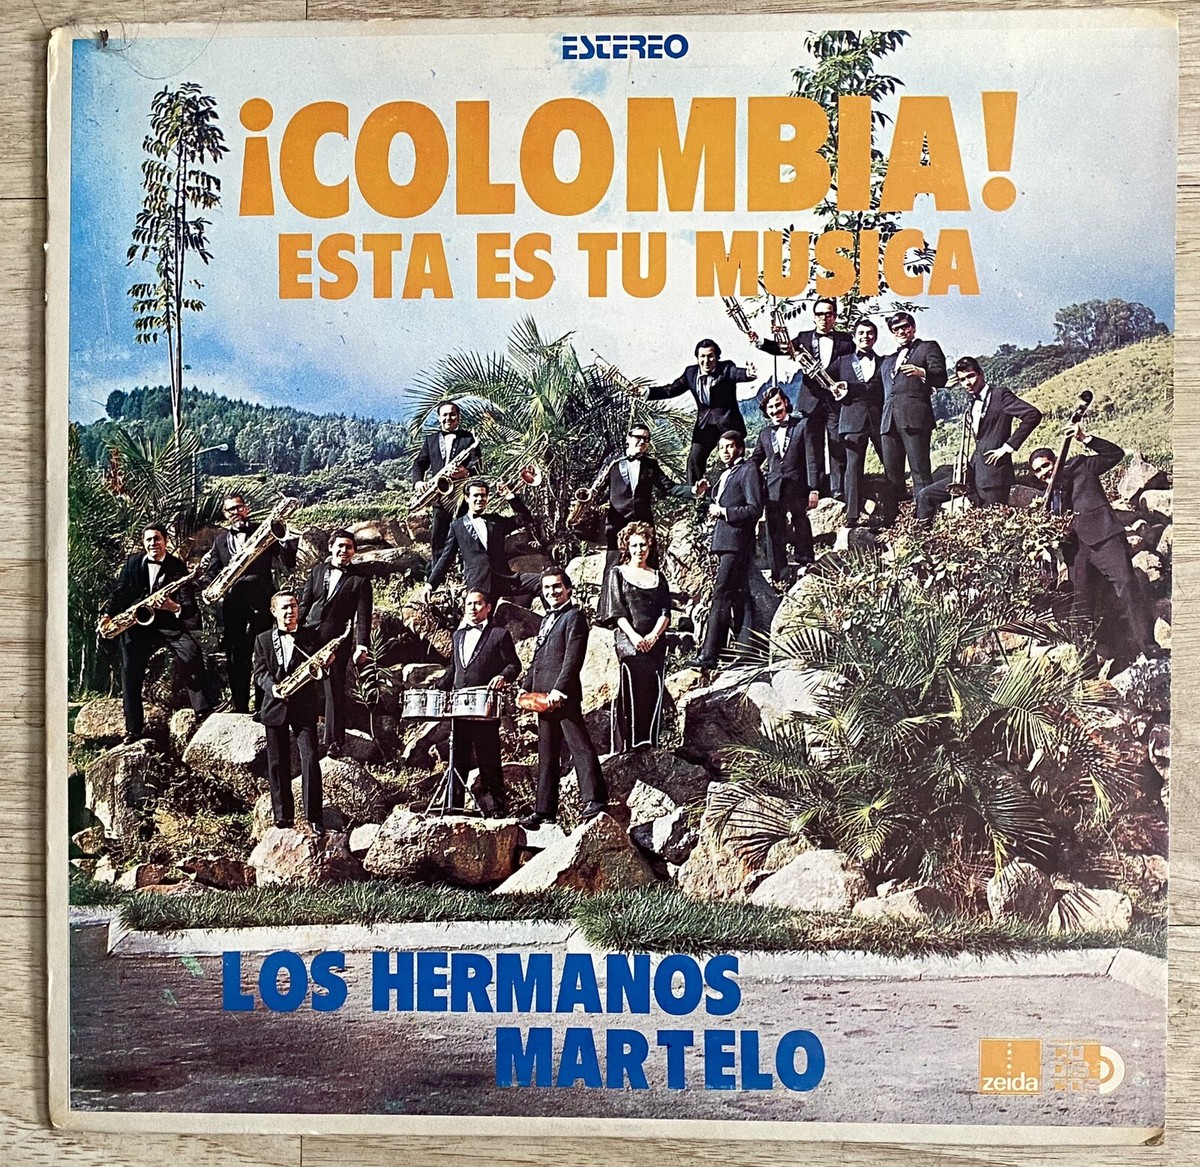 ESTEREO
¡COLOMBIA!
ESTA ES TU MUSICA
LOS HERMANOS
MARTELO
zeida